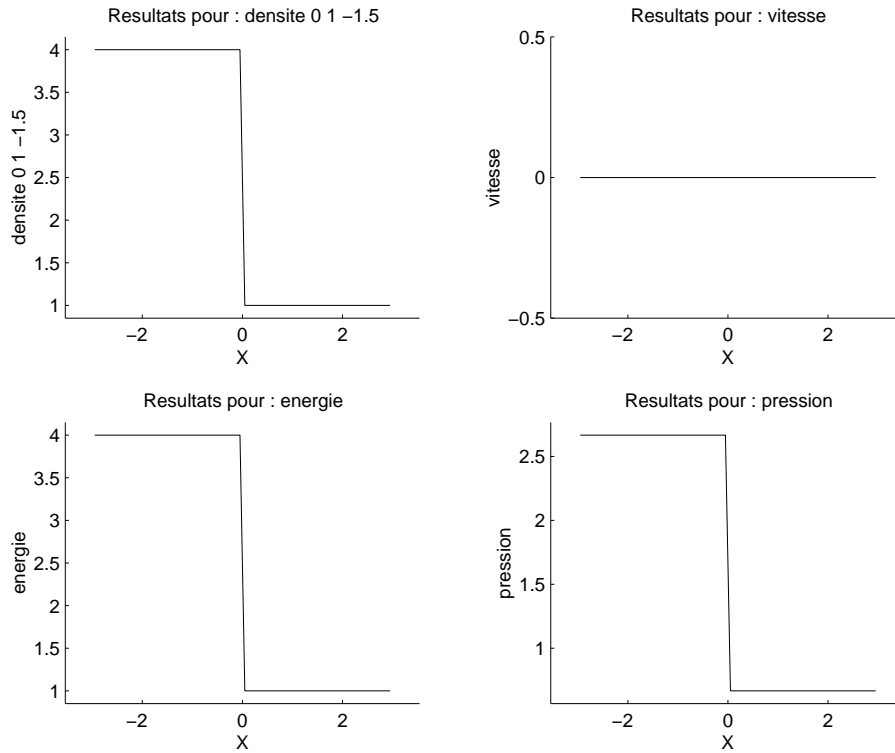 Resultats pour : densite 0 1 −1.5
4
3.5
3
2.5
2
1.5
1
densite 0 1 −1.5
−2
0
2
X
Resultats pour : vitesse
0.5
0
−0.5
vitesse
−2
0
2
X
Resultats pour : energie
4
3.5
3
2.5
2
1.5
1
energie
−2
0
2
X
Resultats pour : pression
2.5
2
1.5
1
pression
−2
0
2
X